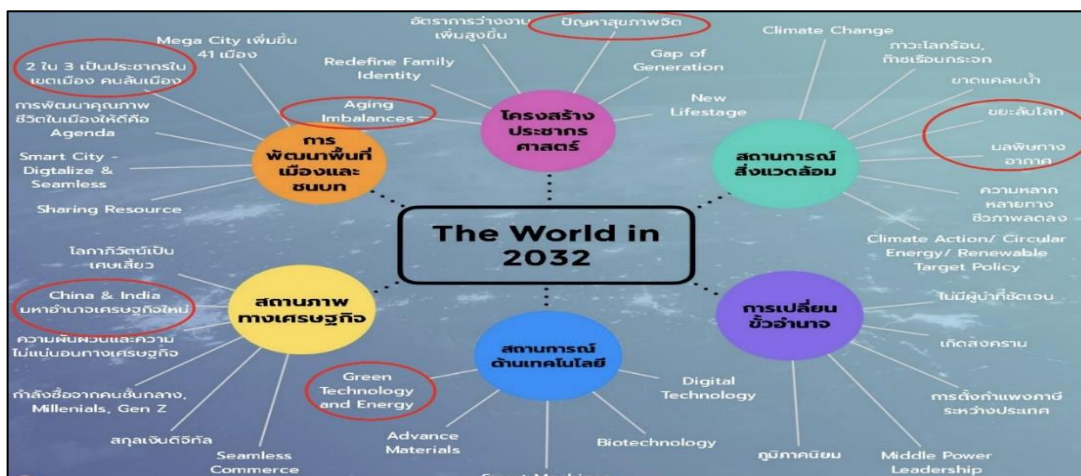 The World in
2032
โครงสร้าง
ประชากร
ศาสตร์
อัตราการว่างงาน
เพิ่มสูงขึ้น
ปัญหาสุขภาพจิต
Redefine Family
Identity
Gap of
Generation
Aging
Imbalances
New
Lifestage
การ
พัฒนาพื้นที่
เมืองและ
ชนบท
Mega City เพิ่มขึ้น
41 เมือง
2 ใน 3 เป็นประชากรใน
เขตเมือง คนล้นเมือง
การพัฒนาคุณภาพ
ชีวิตในเมืองให้ดีคือ
Agenda
Smart City -
Digtalize & Seamless
Sharing Resource
สถานการณ์
สิ่งแวดล้อม
Climate Change
ภาวะโลกร้อน,
ก๊าซเรือนกระจก
ขาดแคลนน้ำ
ขยะล้นโลก
มลพิษทาง
อากาศ
ความหลาก
หลายทาง
ชีวภาพลดลง
Climate Action/ Circular
Energy/ Renewable
Target Policy
สถานภาพ
ทางเศรษฐกิจ
โลกาภิวัตน์เป็น
เศษเสี้ยว
China & India
มหาอำนาจเศรษฐกิจใหม่
ความผันผวนและความ
ไม่แน่นอนทางเศรษฐกิจ
กำลังซื้อจากคนชั้นกลาง,
Millenials, Gen Z
สกุลเงินดิจิทัล
Seamless
Commerce
สถานการณ์
ด้านเทคโนโลยี
Green
Technology
and Energy
Advance
Materials
Biotechnology
Digital
Technology
การเปลี่ยน
ขั้วอำนาจ
ไม่มีผู้นำที่ชัดเจน
เกิดสงคราม
การตั้งกำแพงภาษี
ระหว่างประเทศ
Middle Power
Leadership
ภูมิภาคนิยม